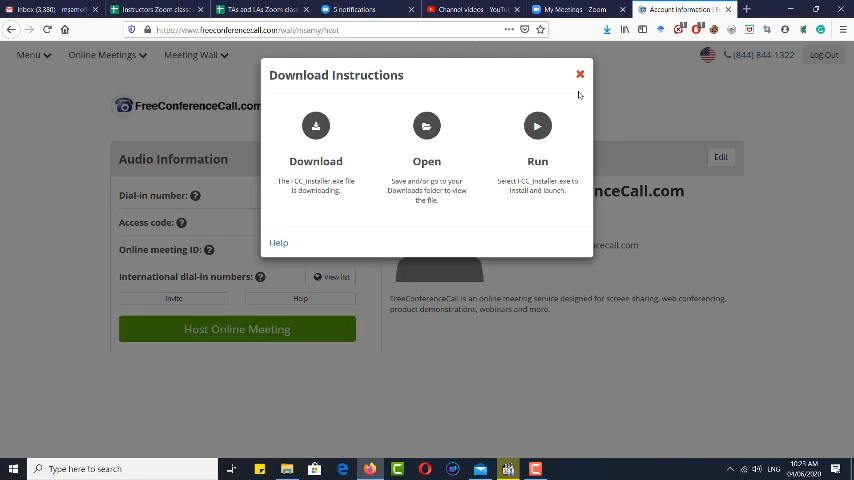 Inbox (3,350) - msamy@
Instructors Zoom classes
TAs and LAs Zoom classe
5 notifications
Channel videos - YouTu
My Meetings - Zoom
Account Information | Fr
https://www.freeconferencecall.com/wall/msamy/host
Menu
Online Meetings
Meeting Wall
(844) 844-1322
Log Out
Download Instructions
FreeConferenceCall.com
Audio Information
Edit
Download
Open
Run
The FCC_Installer.exe file
is downloading.
Save and/or go to your
Downloads folder to view
the file.
Select FCC_Installer.exe to
install and launch.
nceCall.com
Dial-in number:
Access code:
Online meeting ID:
Help
cecall.com
International dial-in numbers:
View list
Invite
Help
FreeConferenceCall is an online meeting service designed for screen sharing, web conferencing,
product demonstrations, webinars and more.
Host Online Meeting
Type here to search
ENG
10:23 AM
04/06/2020